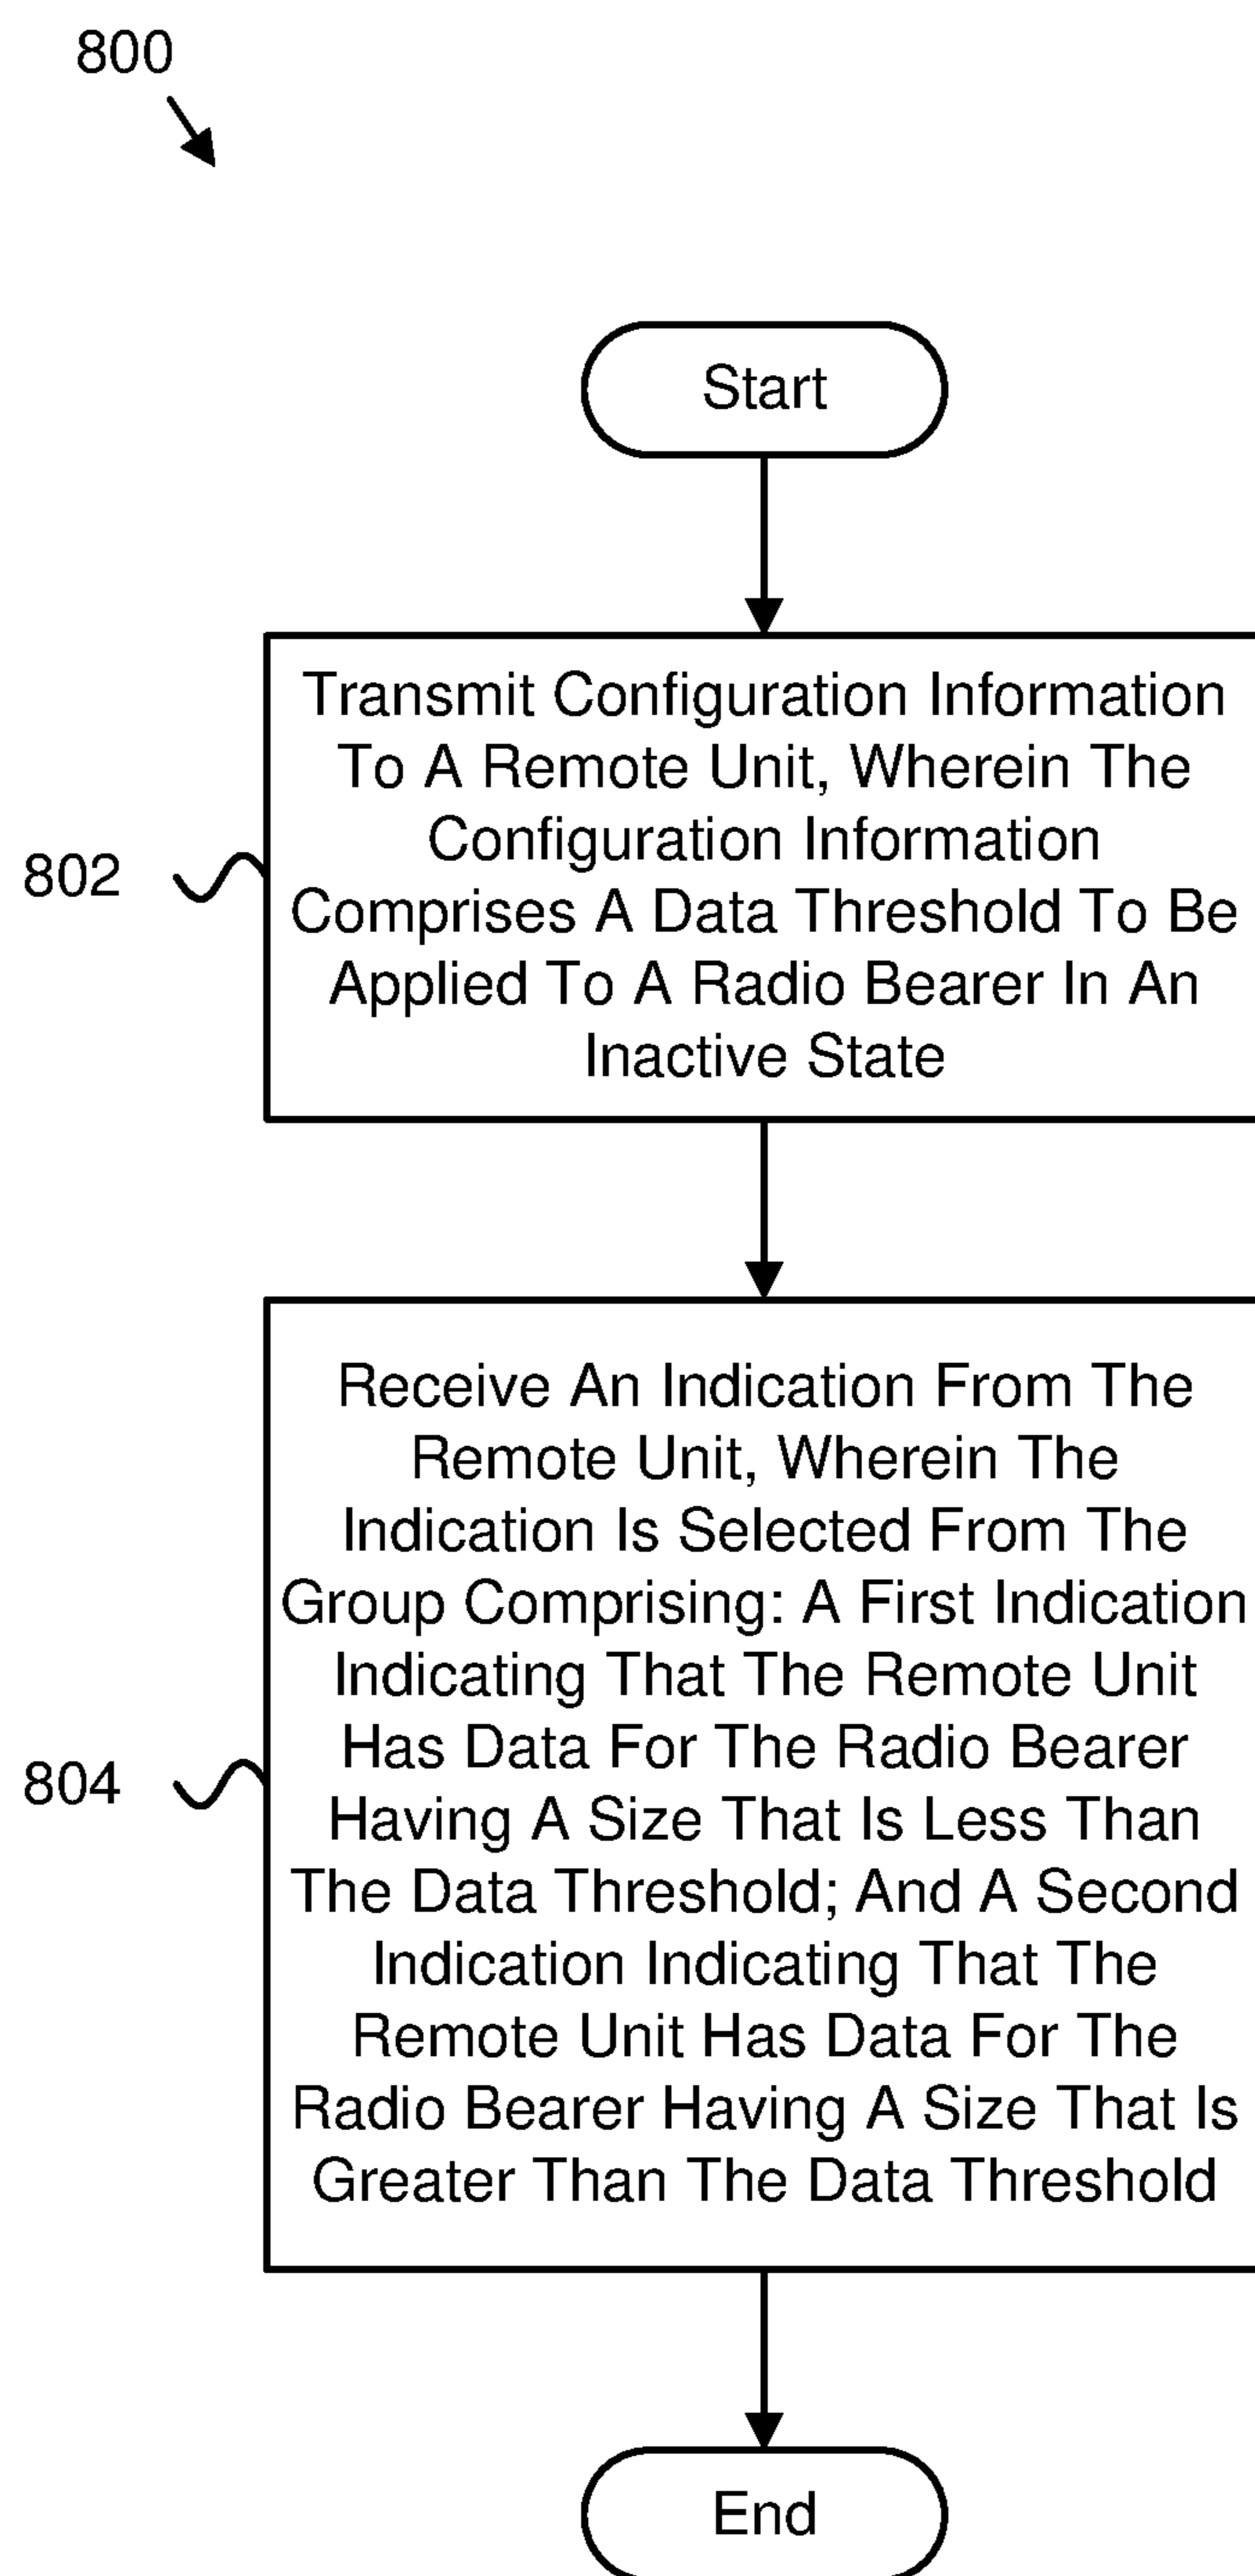 800
Start
802
Transmit Configuration Information
To A Remote Unit, Wherein The
Configuration Information
Comprises A Data Threshold To Be
Applied To A Radio Bearer In An
Inactive State
804
Receive An Indication From The
Remote Unit, Wherein The
Indication Is Selected From The
Group Comprising: A First Indication
Indicating That The Remote Unit
Has Data For The Radio Bearer
Having A Size That Is Less Than
The Data Threshold; And A Second
Indication Indicating That The
Remote Unit Has Data For The
Radio Bearer Having A Size That Is
Greater Than The Data Threshold
End